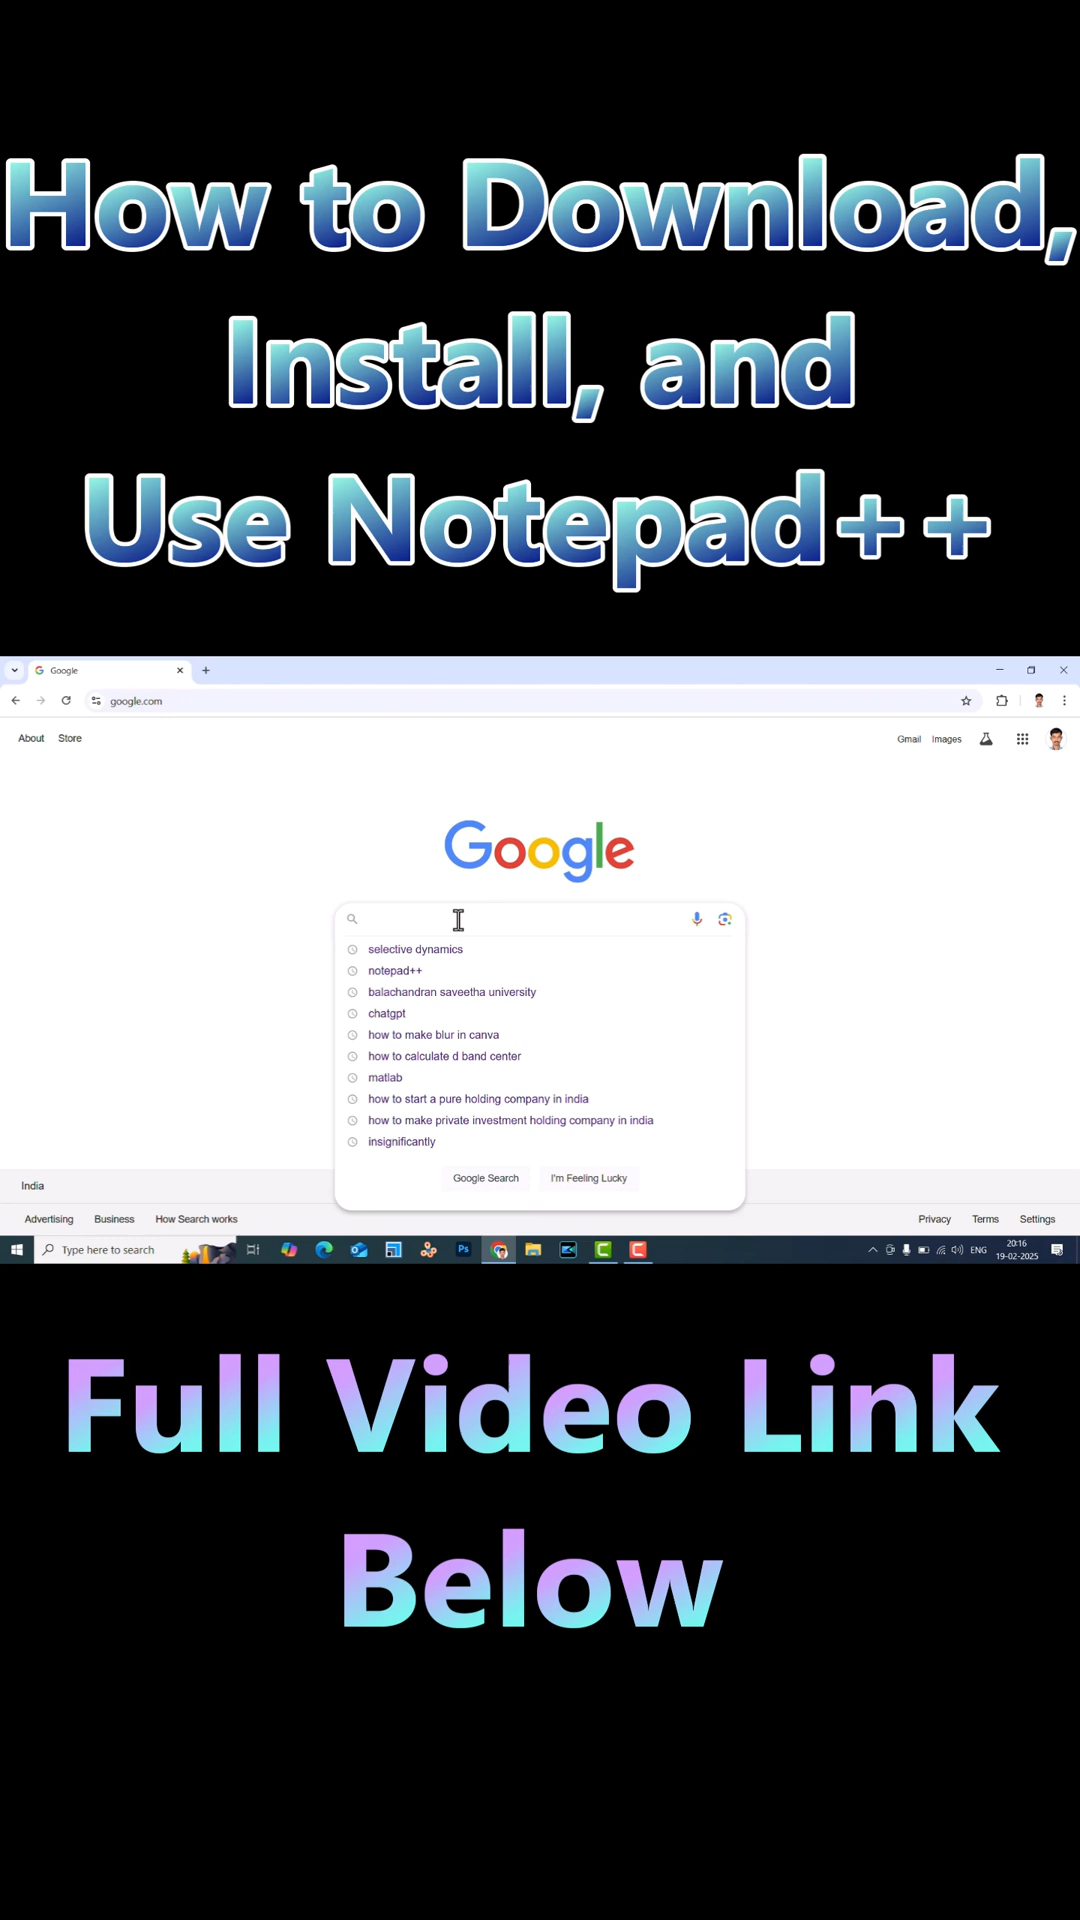 How to Download,
Install, and
Use Notepad++
Google
google.com
About Store
Gmail Images
Google
selective dynamics
notepad++
balachandran saveetha university
chatgpt
how to make blur in canva
how to calculate d band center
matlab
how to start a pure holding company in india
how to make private investment holding company in india
insignificantly
Google Search I'm Feeling Lucky
India
Advertising Business How Search works
Privacy Terms Settings
Type here to search
Ps
C C
ENG
20:16
19-02-2025
Full Video Link
Below